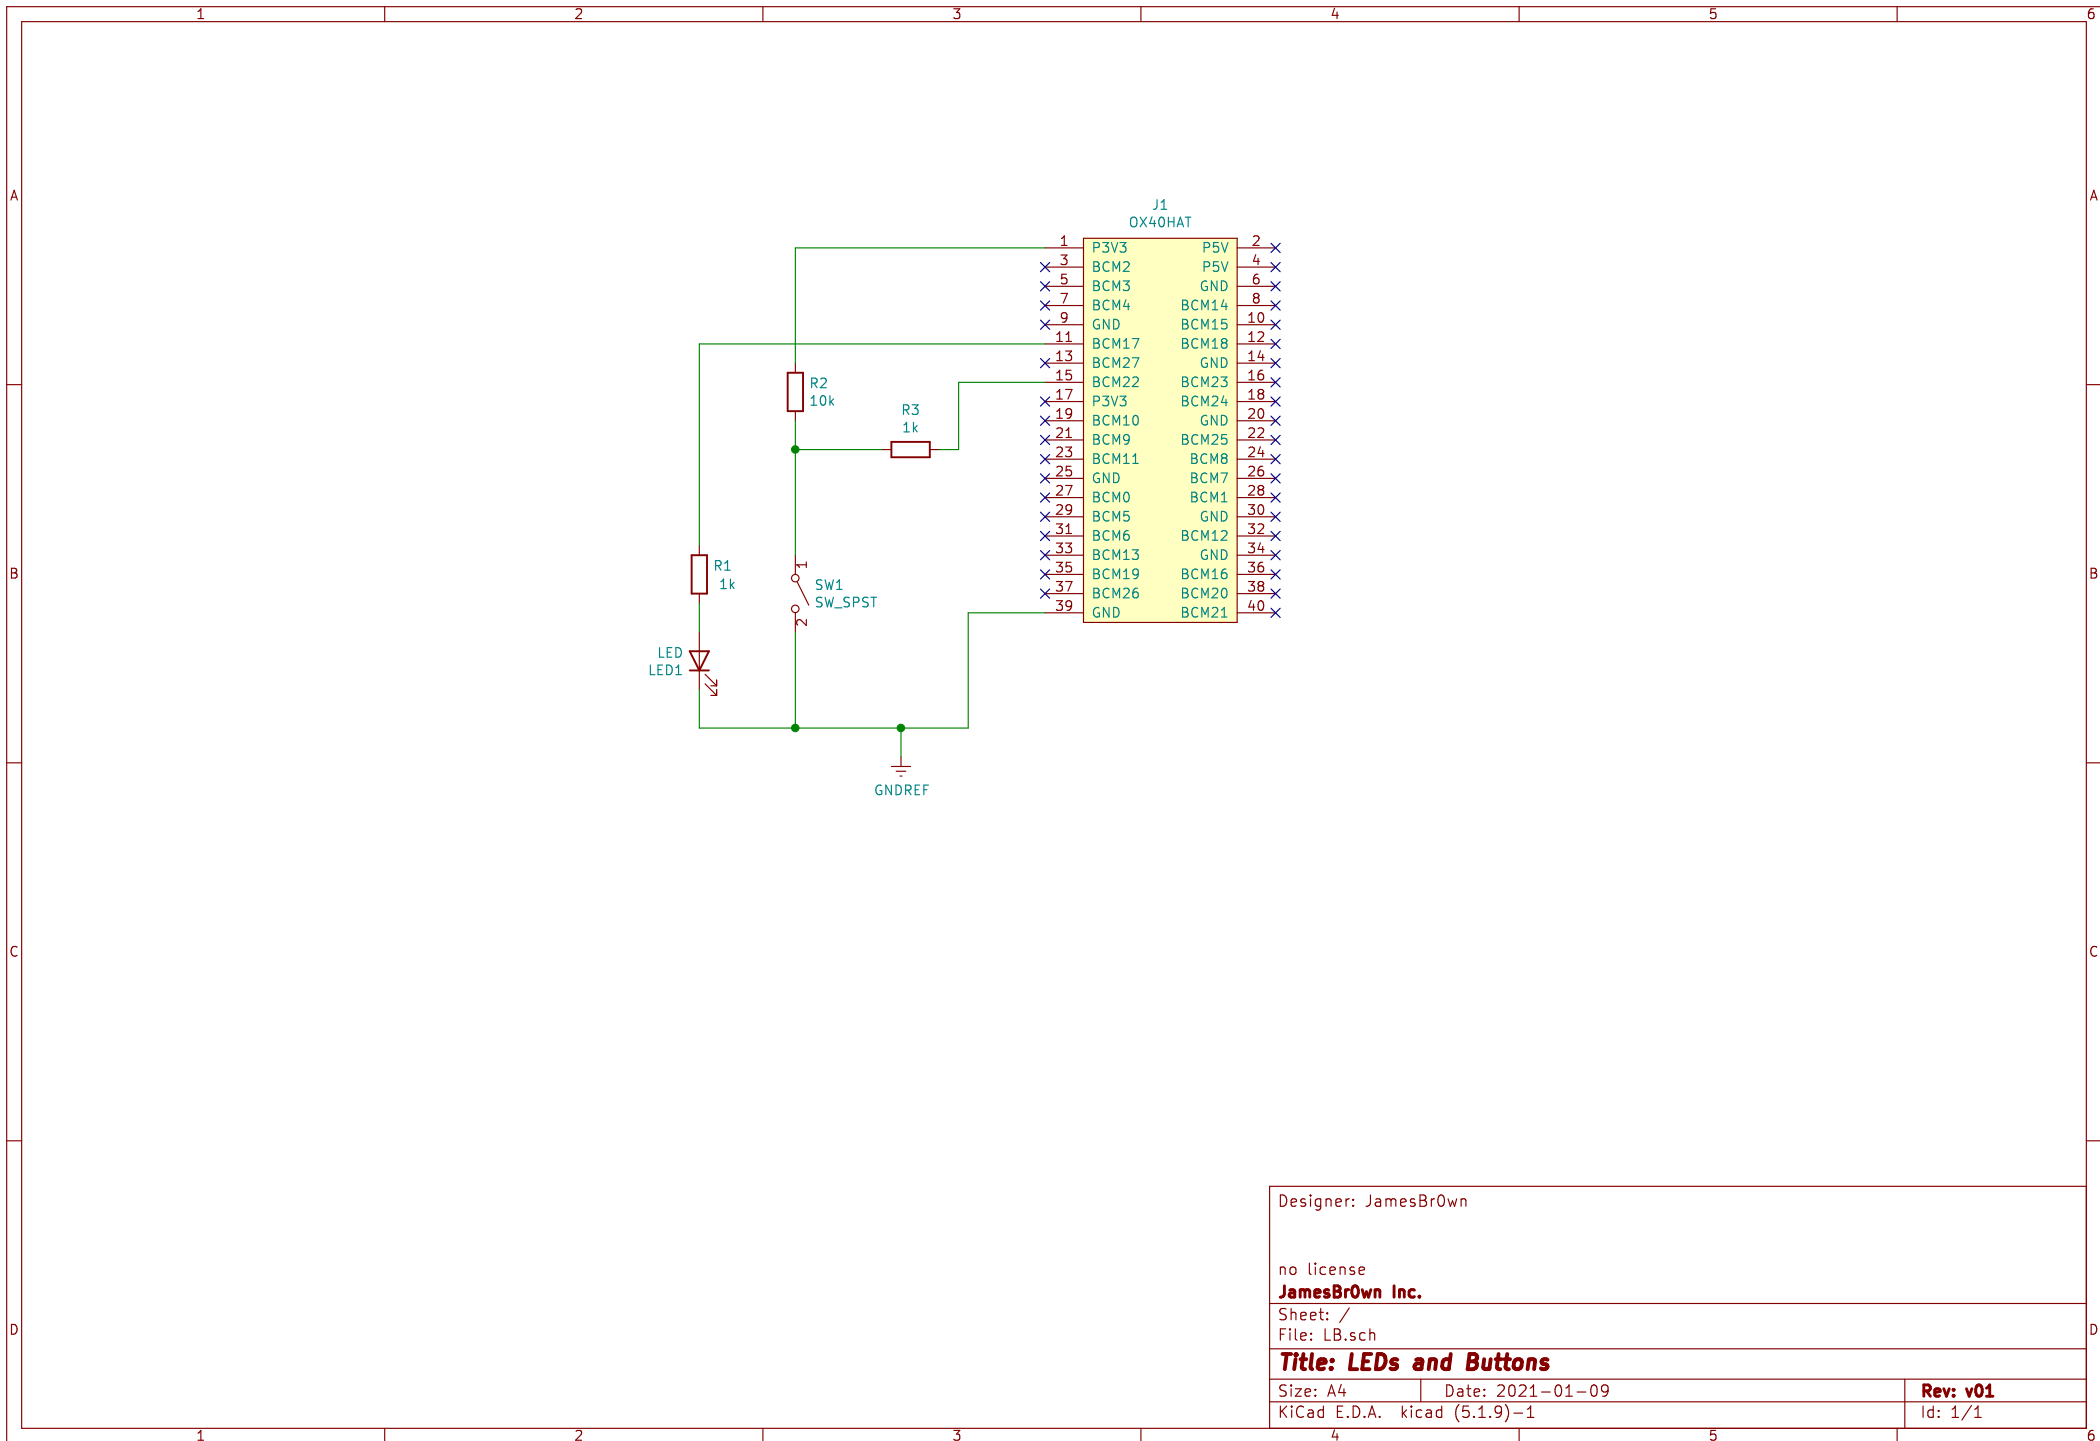 1 2 3 4 5 6
A A
J1
OX40HAT
1 P3V3 P5V 2
3 BCM2 P5V 4
5 BCM3 GND 6
7 BCM4 BCM14 8
9 GND BCM15 10
11 BCM17 BCM18 12
13 BCM27 GND 14
15 BCM22 BCM23 16
17 P3V3 BCM24 18
19 BCM10 GND 20
21 BCM9 BCM25 22
23 BCM11 BCM8 24
25 GND BCM7 26
27 BCM0 BCM1 28
29 BCM5 GND 30
31 BCM6 BCM12 32
33 BCM13 GND 34
35 BCM19 BCM16 36
37 BCM26 BCM20 38
39 GND BCM21 40
R2
10k
R3
1k
B B
R1
1k
1
SW1
SW_SPST
2
LED
LED1
GNDREF
C C
Designer: JamesBr0wn
no license
JamesBr0wn Inc.
Sheet: /
File: LB.sch
D D
Title: LEDs and Buttons
Size: A4 Date: 2021-01-09 Rev: v01
KiCad E.D.A. kicad (5.1.9)-1 Id: 1/1
1 2 3 4 5 6